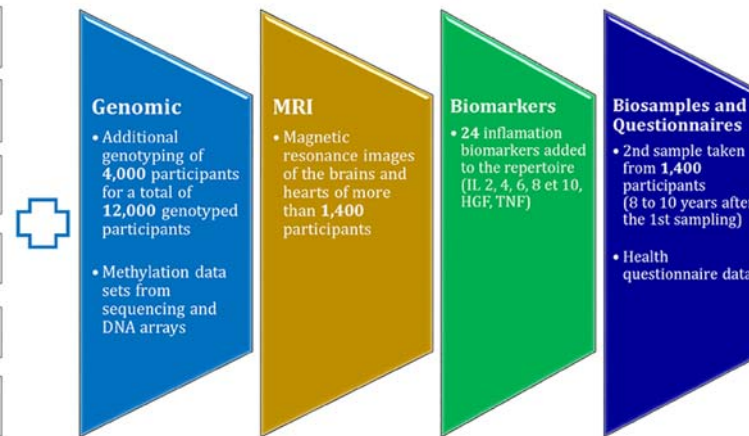 Genomic
• Additional
genotyping of
4,000 participants
for a total of
12,000 genotyped
participants
• Methylation data
sets from
sequencing and
DNA arrays
MRI
• Magnetic
resonance images
of the brains and
hearts of more
than 1,400
participants
Biomarkers
• 24 inflamation
biomarkers added
to the repertoire
(IL 2, 4, 6, 8 et 10,
HGF, TNF)
Biosamples and
Questionnaires
• 2nd sample taken
from 1,400
participants
(8 to 10 years after
the 1st sampling)
• Health
questionnaire data